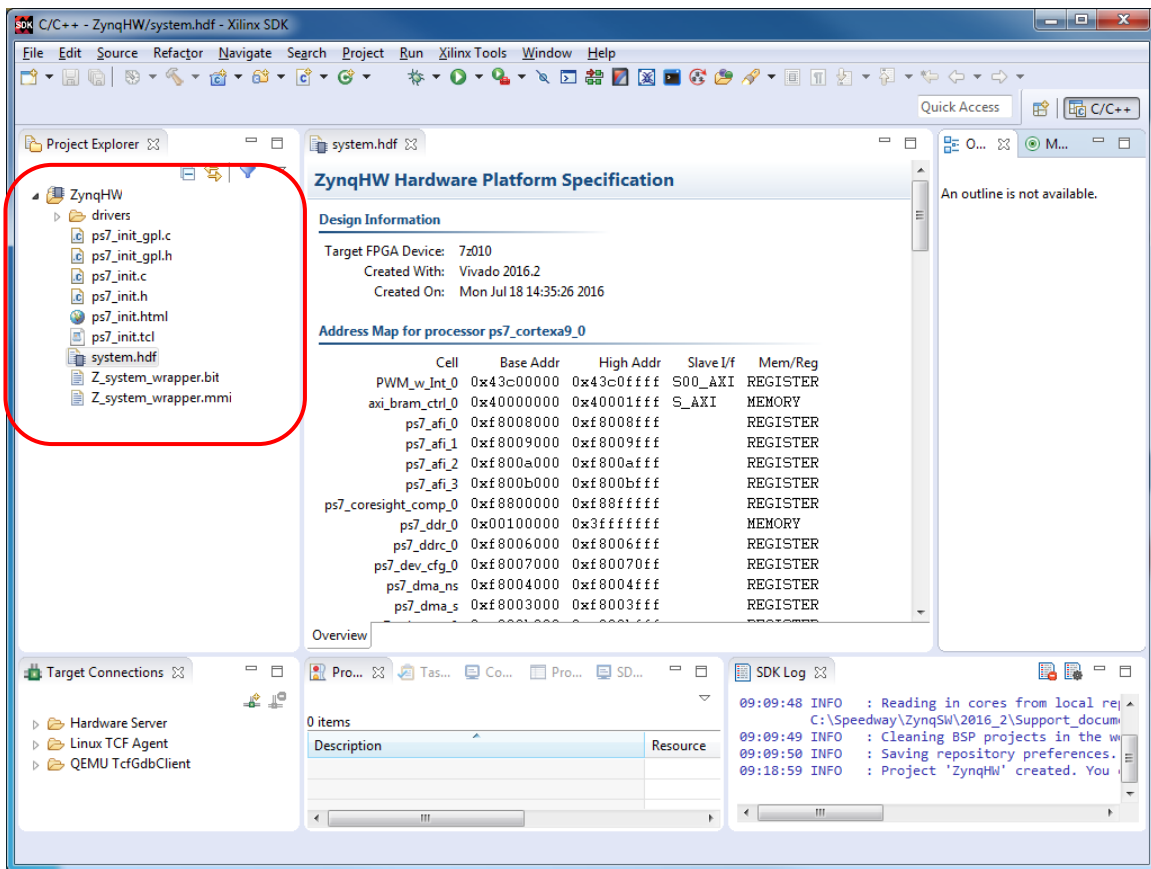 SDK C/C++ - ZynqHW/system.hdf - Xilinx SDK
File Edit Source Refactor Navigate Search Project Run Xilinx Tools Window Help
Quick Access C/C++
Project Explorer
ZynqHW
drivers
ps7_init_gpl.c
ps7_init_gpl.h
ps7_init.c
ps7_init.h
ps7_init.html
ps7_init.tcl
system.hdf
Z_system_wrapper.bit
Z_system_wrapper.mmi
system.hdf
ZynqHW Hardware Platform Specification
Design Information
Target FPGA Device: 7z010
Created With: Vivado 2016.2
Created On: Mon Jul 18 14:35:26 2016
Address Map for processor ps7_cortexa9_0
Cell Base Addr High Addr Slave I/f Mem/Reg
PWM_w_Int_0 0x43c00000 0x43c0ffff S00_AXI REGISTER
axi_bram_ctrl_0 0x40000000 0x40001fff S_AXI MEMORY
ps7_afi_0 0xf8008000 0xf8008fff REGISTER
ps7_afi_1 0xf8009000 0xf8009fff REGISTER
ps7_afi_2 0xf800a000 0xf800afff REGISTER
ps7_afi_3 0xf800b000 0xf800bfff REGISTER
ps7_coresight_comp_0 0xf8800000 0xf88fffff REGISTER
ps7_ddr_0 0x00100000 0x3fffffff MEMORY
ps7_ddrc_0 0xf8006000 0xf8006fff REGISTER
ps7_dev_cfg_0 0xf8007000 0xf80070ff REGISTER
ps7_dma_ns 0xf8004000 0xf8004fff REGISTER
ps7_dma_s 0xf8003000 0xf8003fff REGISTER
Overview
O... M...
An outline is not available.
Target Connections
Hardware Server
Linux TCF Agent
QEMU TcfGdbClient
Pro... Tas... Co... Pro... SD...
0 items
Description Resource
SDK Log
09:09:48 INFO : Reading in cores from local
C:\Speedway\ZynqSW\2016_2\Support_docum
09:09:49 INFO : Cleaning BSP projects in the
09:09:50 INFO : Saving repository preferences.
09:18:59 INFO : Project 'ZynqHW' created. You